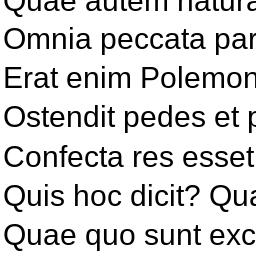 Quae autem natura
Omnia peccata par
Erat enim Polemon
Ostendit pedes et p
Confecta res esset
Quis hoc dicit? Qua
Quae quo sunt exc